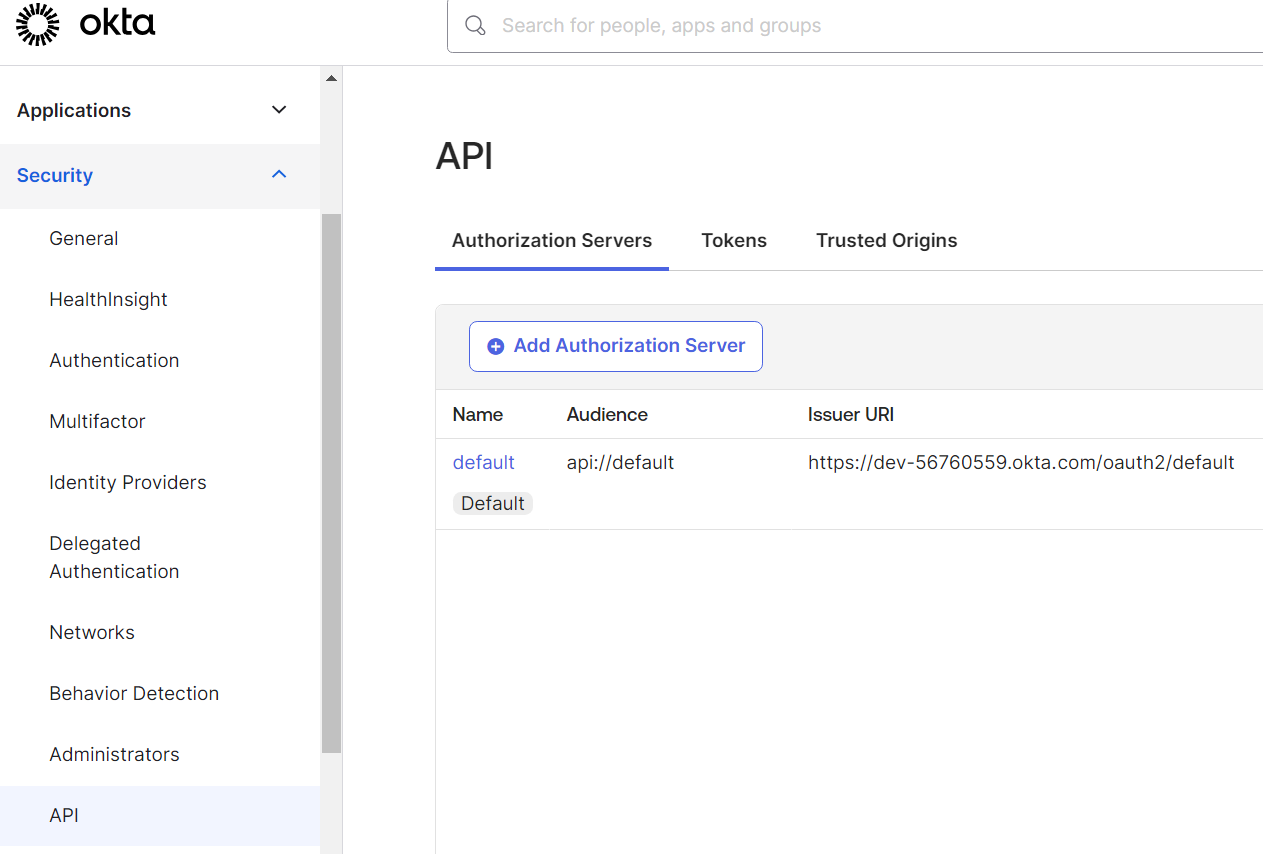 okta
Search for people, apps and groups
Applications
Security
General
HealthInsight
Authentication
Multifactor
Identity Providers
Delegated
Authentication
Networks
Behavior Detection
Administrators
API
API
Authorization Servers Tokens Trusted Origins
Add Authorization Server
Name Audience Issuer URI
default api://default https://dev-56760559.okta.com/oauth2/default
Default